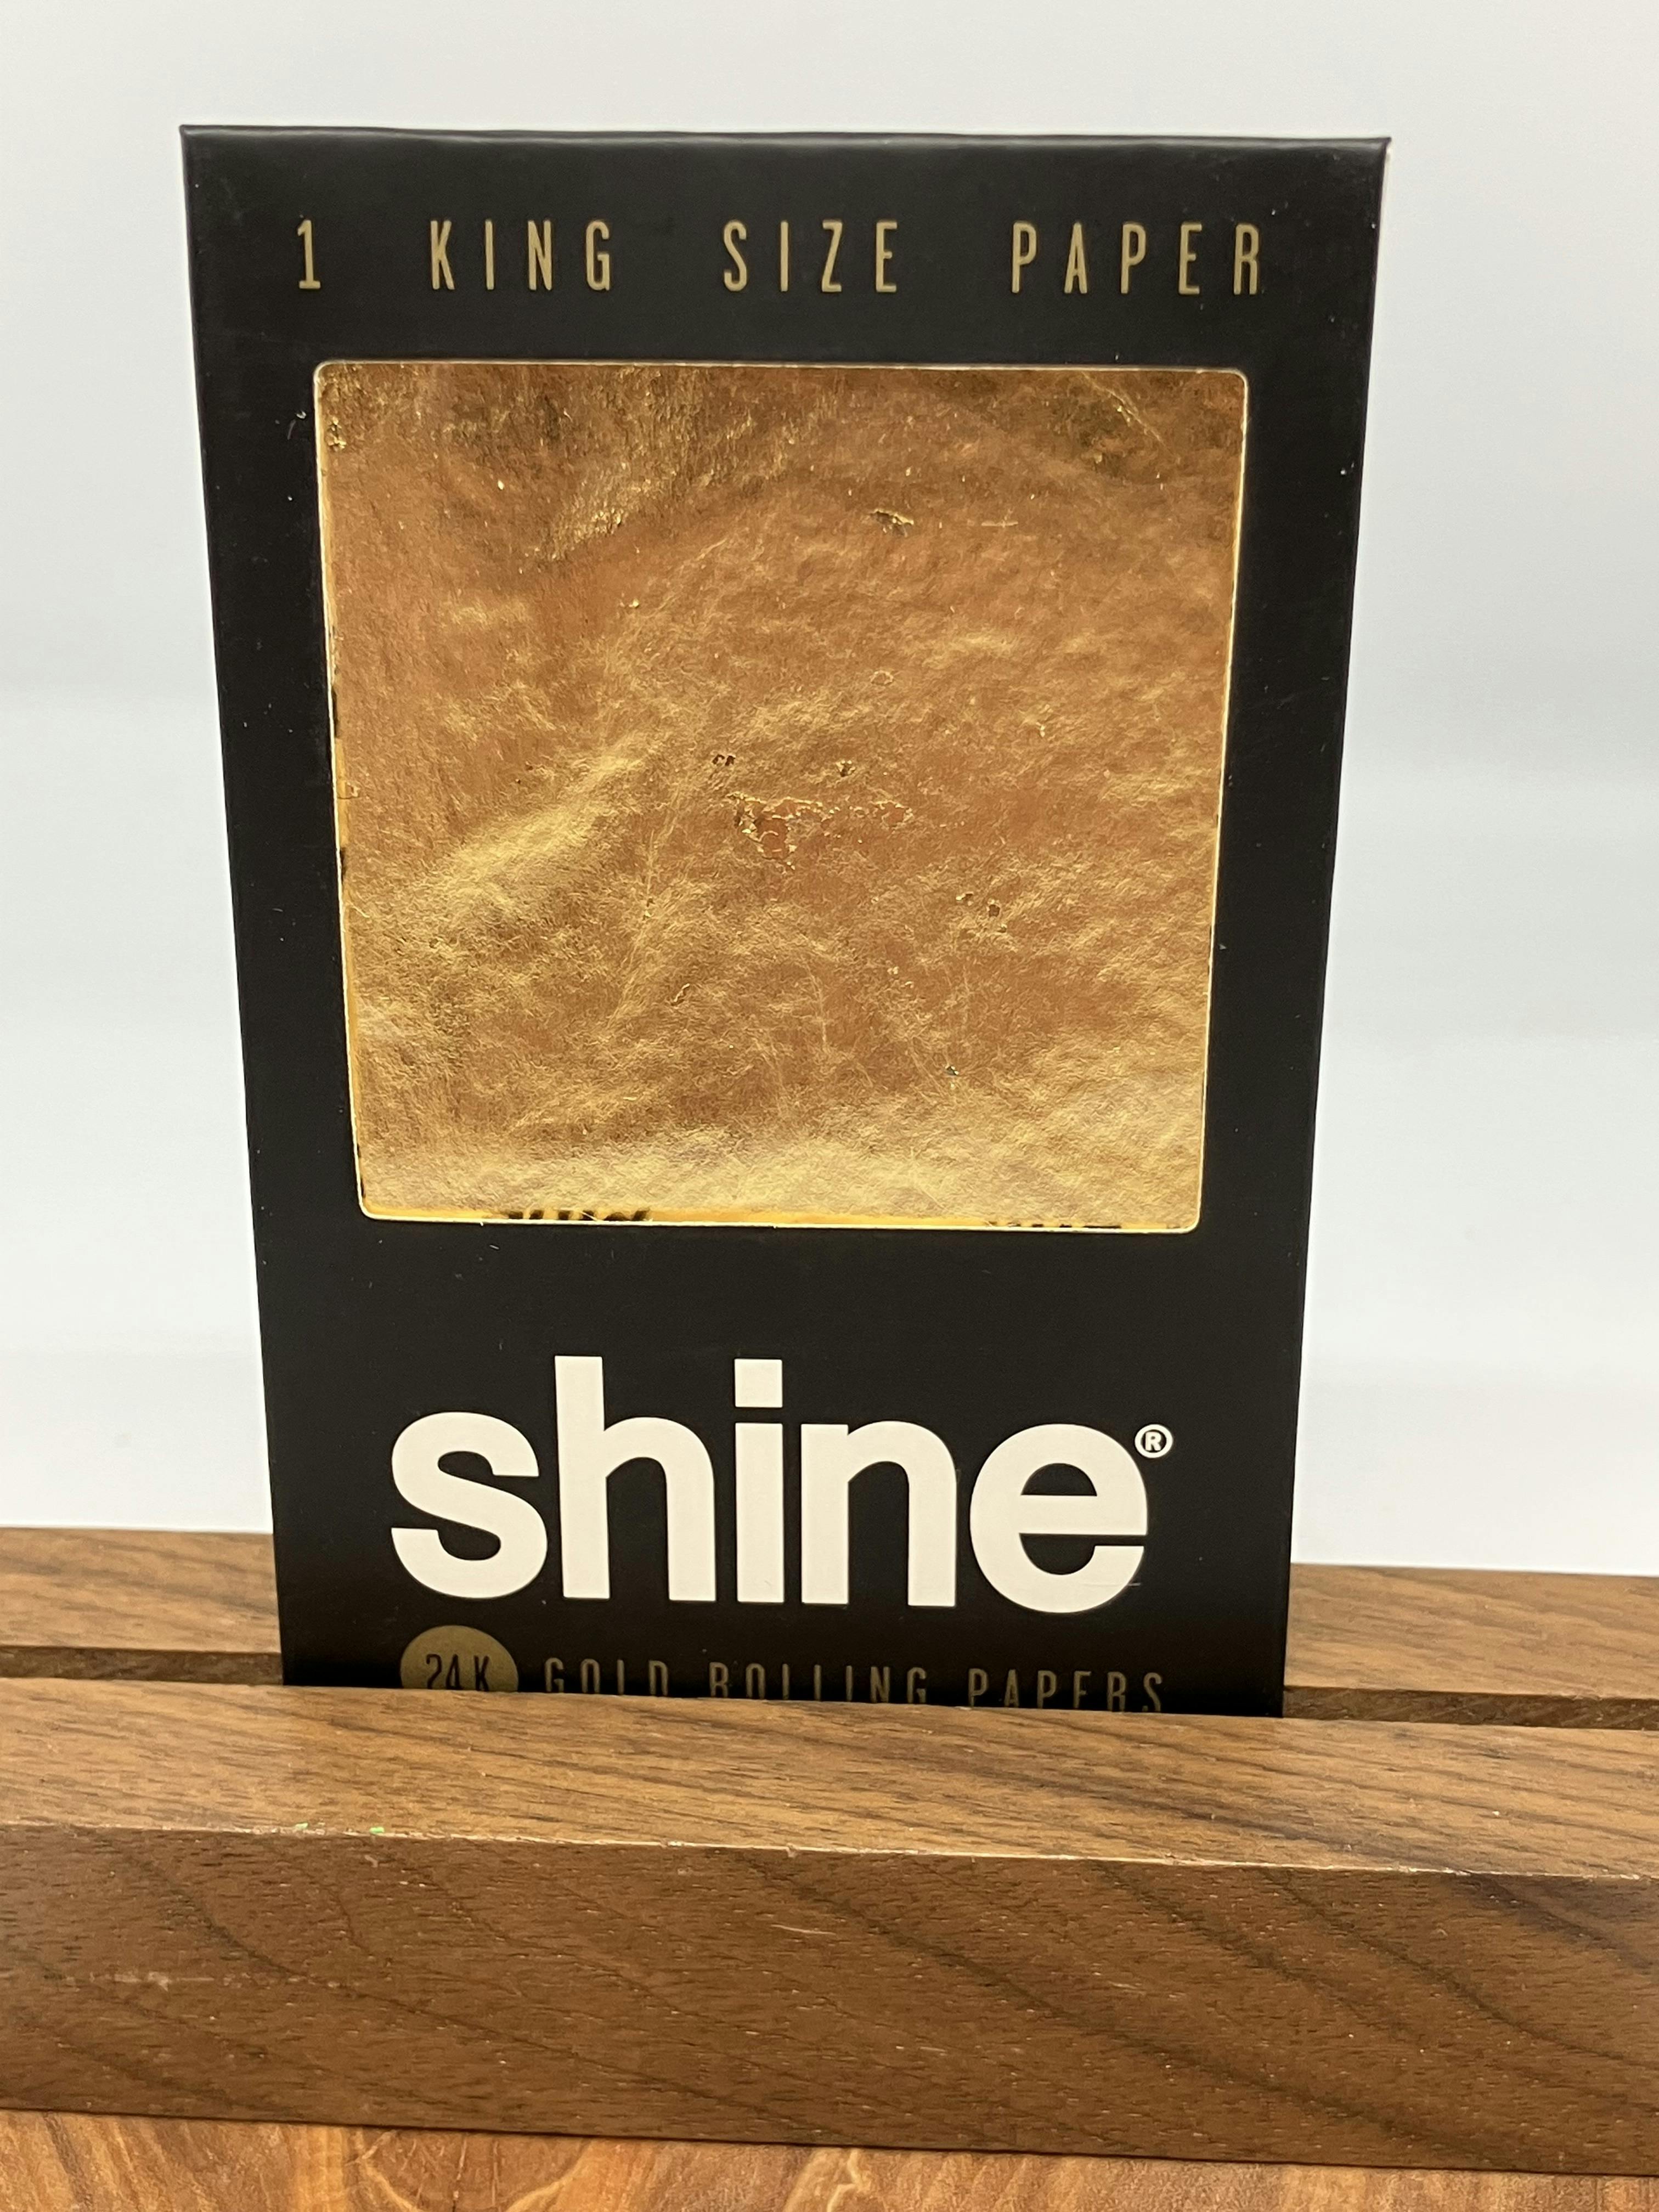 1 KING SIZE PAPER
shine®
24K GOLD ROLLING PAPERS